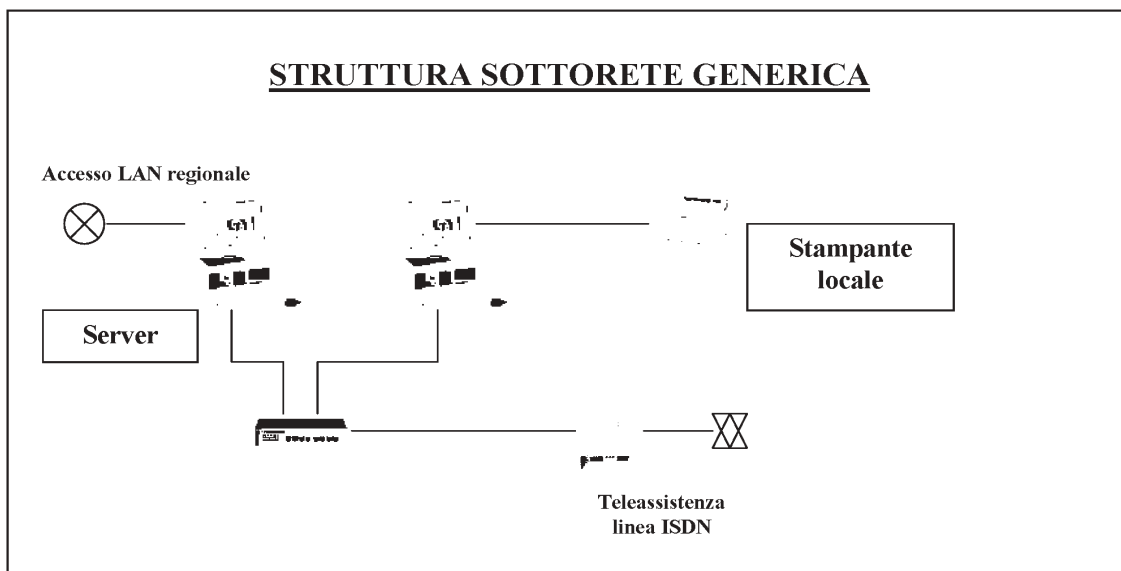 STRUTTURA SOTTORETE GENERICA
Accesso LAN regionale
Stampante
locale
Server
Teleassistenza
linea ISDN